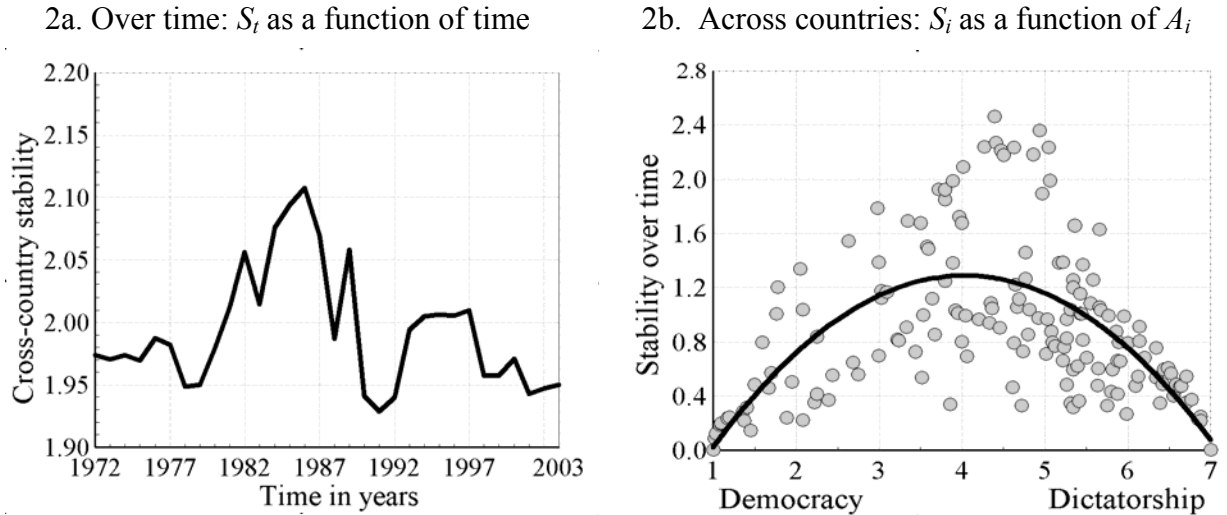 2a. Over time: St as a function of time
2b. Across countries: Si as a function of Ai
Cross-country stability
2.20
2.15
2.10
2.05
2.00
1.95
1.90
1972 1977 1982 1987 1992 1997 2003
Time in years
Stability over time
2.8
2.4
2.0
1.6
1.2
0.8
0.4
0.0
1 2 3 4 5 6 7
Democracy Dictatorship